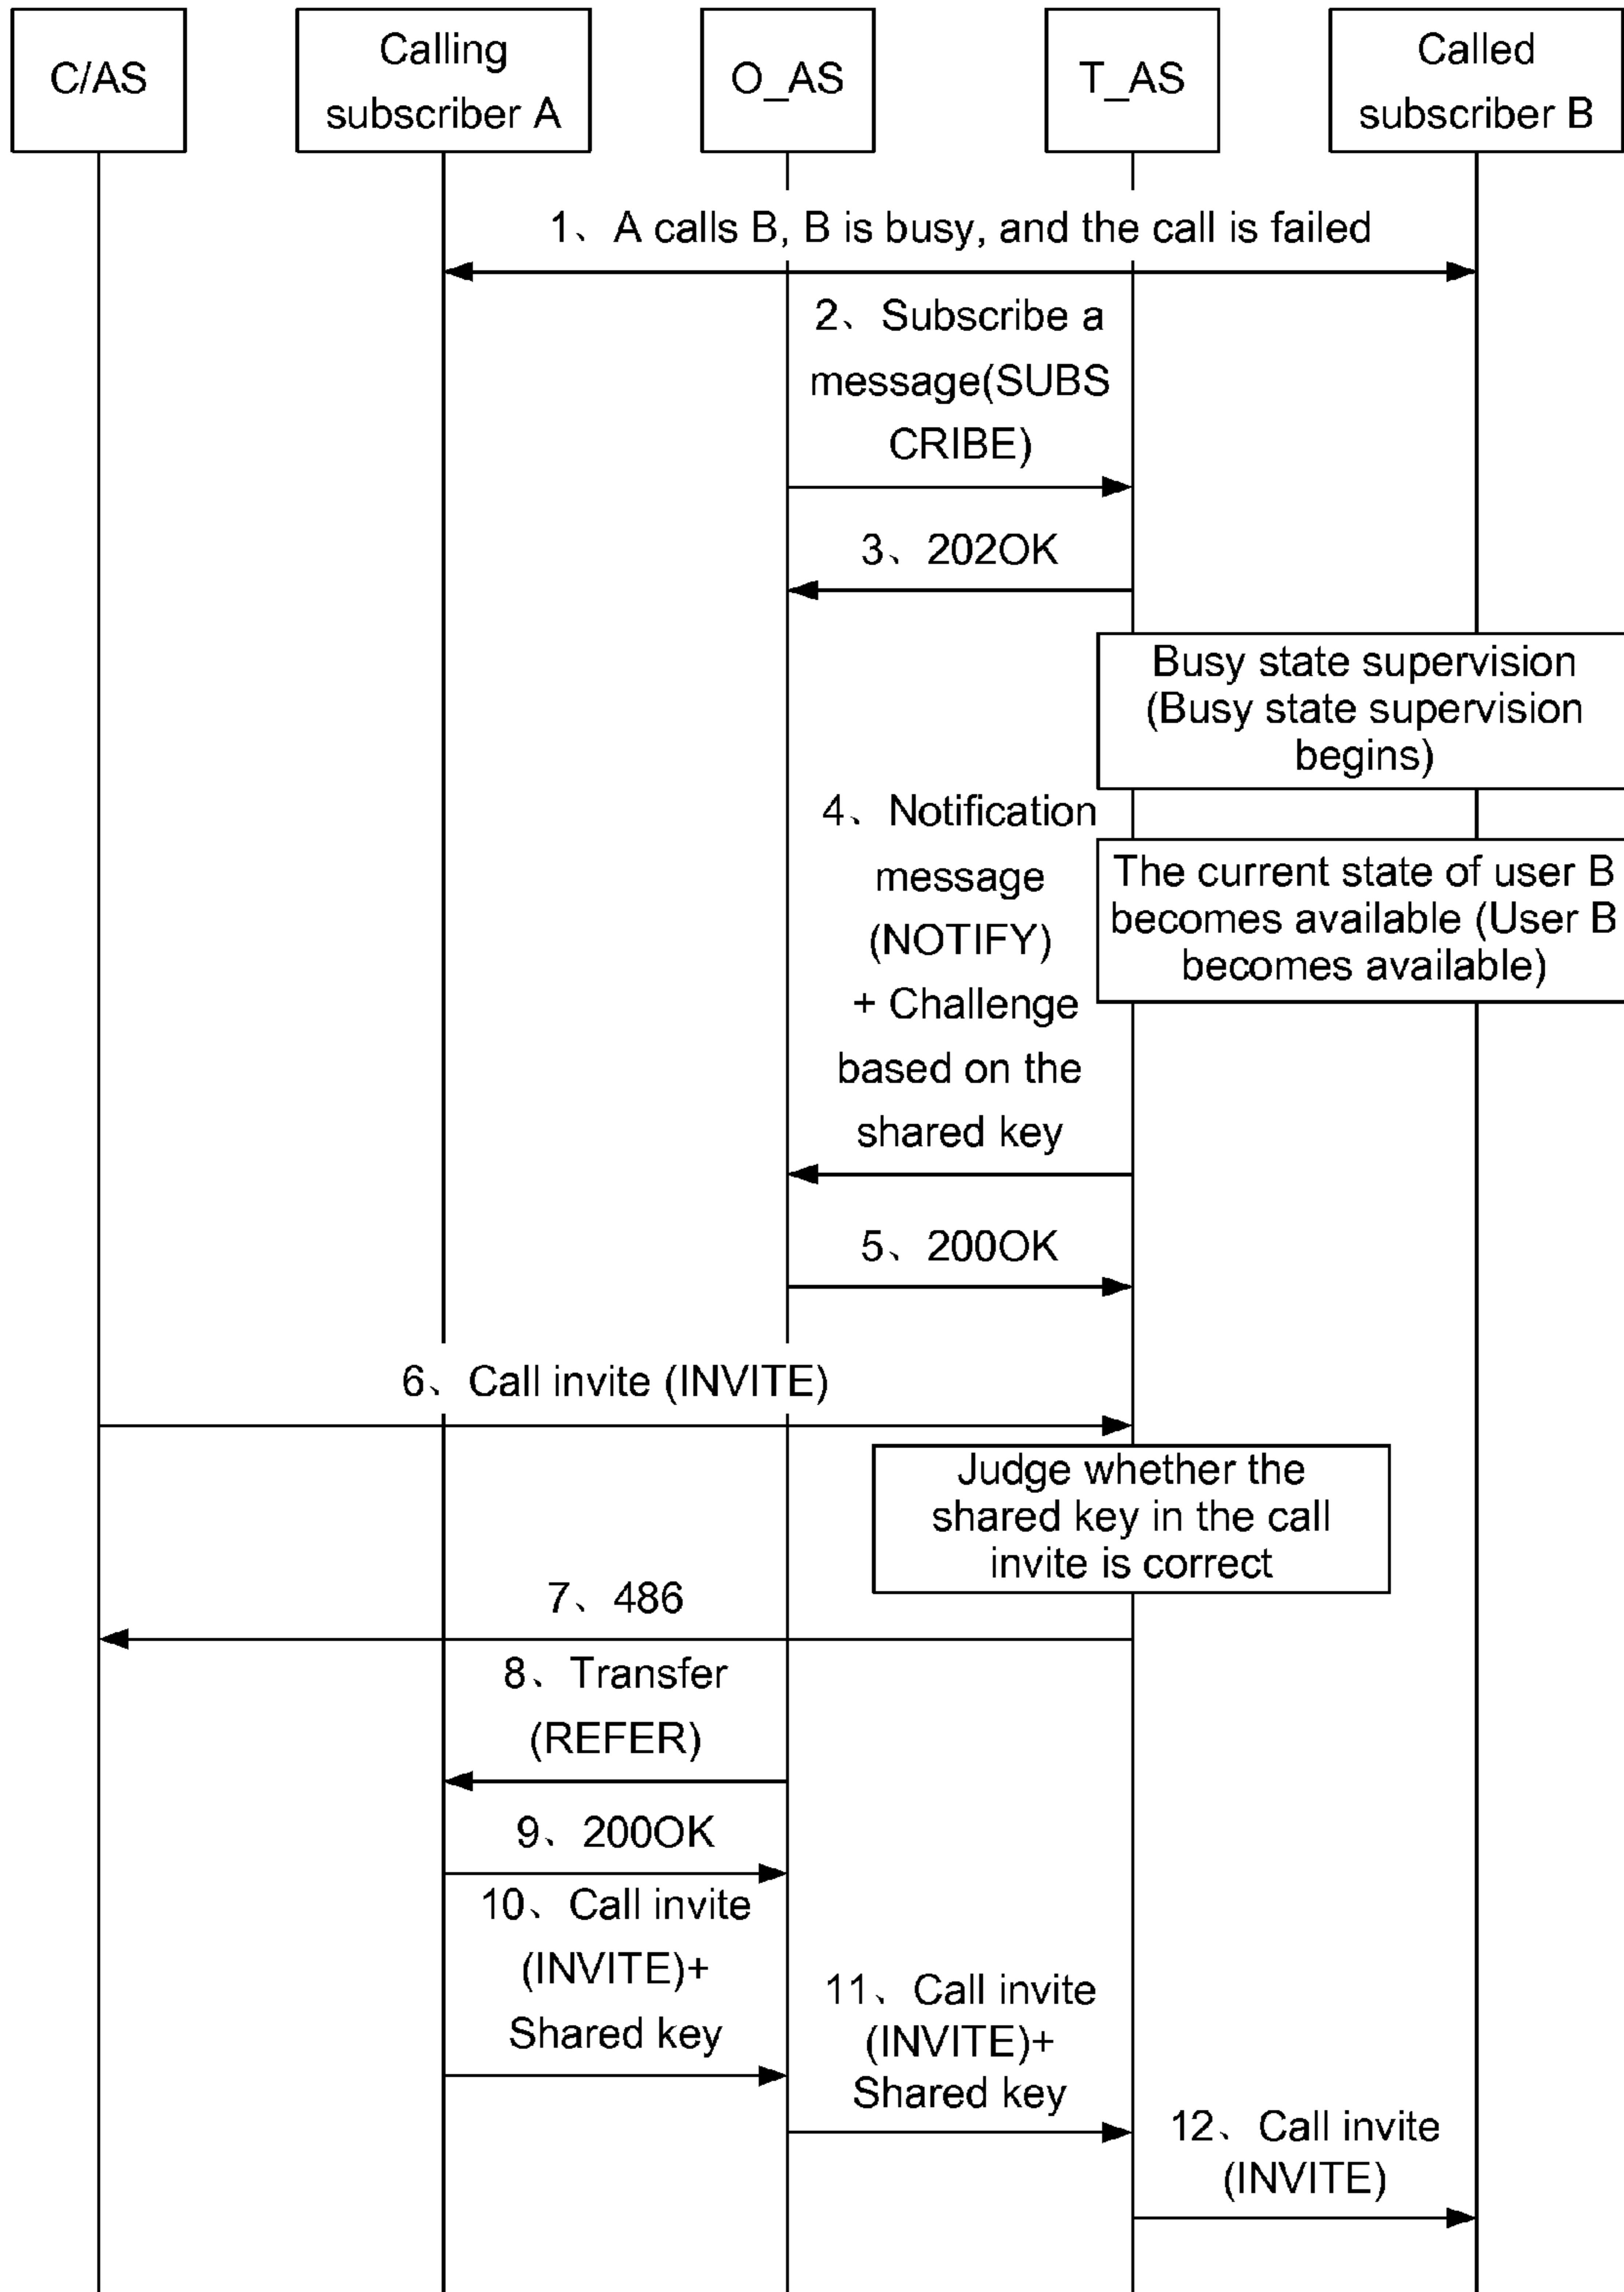 C/AS
Calling
subscriber A
O_AS
T_AS
Called
subscriber B
1、A calls B, B is busy, and the call is failed
2、Subscribe a
message(SUBS
CRIBE)
3、202OK
Busy state supervision
(Busy state supervision
begins)
4、Notification
message
(NOTIFY)
+ Challenge
based on the
shared key
The current state of user B
becomes available (User B
becomes available)
5、200OK
6、Call invite (INVITE)
Judge whether the
shared key in the call
invite is correct
7、486
8、Transfer
(REFER)
9、200OK
10、Call invite
(INVITE)+
Shared key
11、Call invite
(INVITE)+
Shared key
12、Call invite
(INVITE)